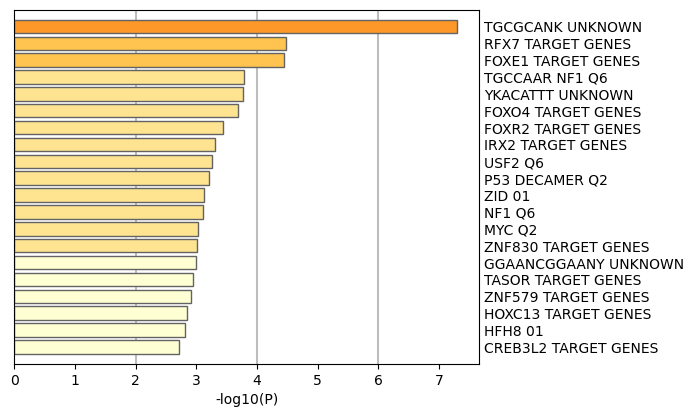 TGCGCANK UNKNOWN
RFX7 TARGET GENES
FOXE1 TARGET GENES
TGCCAAR NF1 Q6
YKACATTT UNKNOWN
FOXO4 TARGET GENES
FOXR2 TARGET GENES
IRX2 TARGET GENES
USF2 Q6
P53 DECAMER Q2
ZID 01
NF1 Q6
MYC Q2
ZNF830 TARGET GENES
GGAANCGGAANY UNKNOWN
TASOR TARGET GENES
ZNF579 TARGET GENES
HOXC13 TARGET GENES
HFH8 01
CREB3L2 TARGET GENES
0 1 2 3 4 5 6 7
-log10(P)